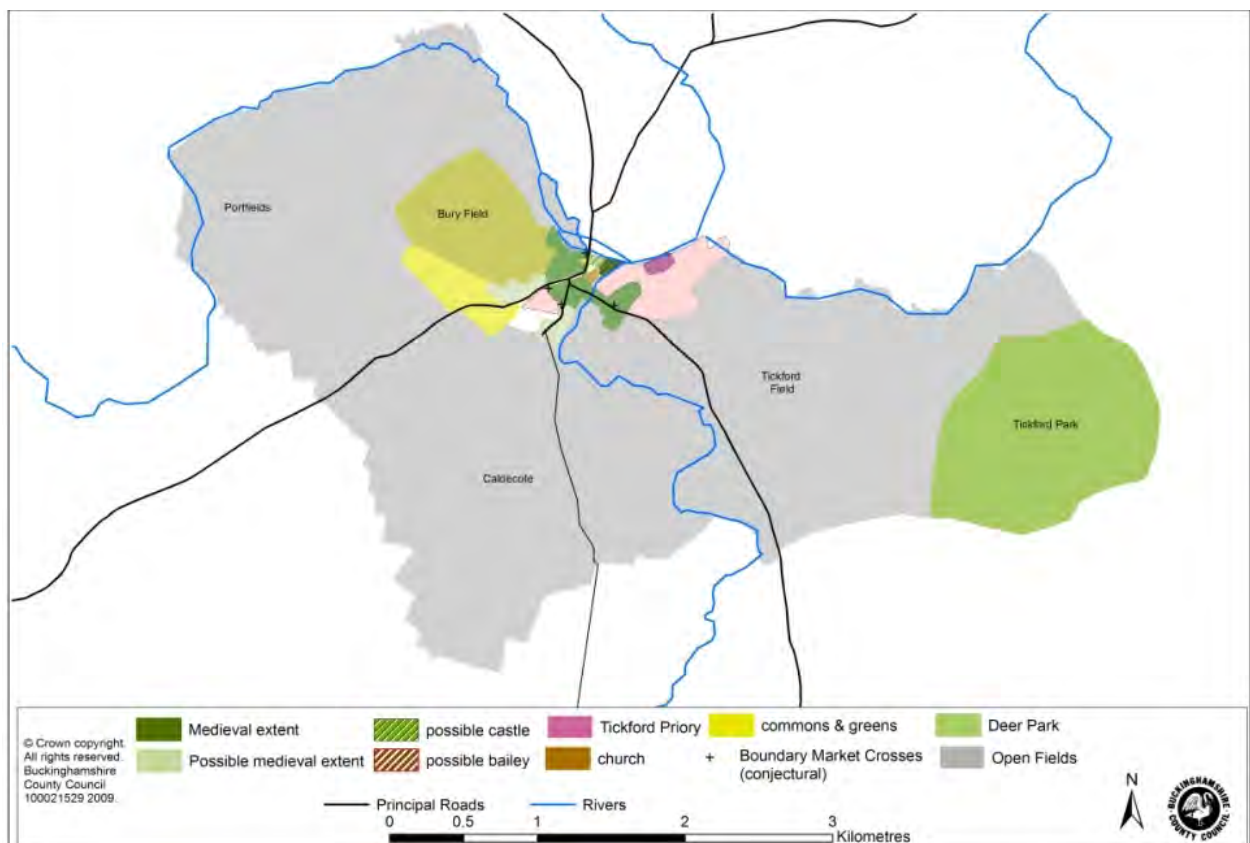 Portfields
Bury Field
Tickford
Field
Tickford Park
Caldecote
© Crown copyright.
All rights reserved.
Buckinghamshire
County Council
100021529 2009.
Medieval extent
possible castle
Tickford Priory
commons & greens
Deer Park
Possible medieval extent
possible bailey
church
+ Boundary Market Crosses
(conjectural)
Open Fields
Principal Roads
Rivers
0 0.5 1 2 3
Kilometres
N
BUCKINGHAMSHIRE
COUNTY COUNCIL